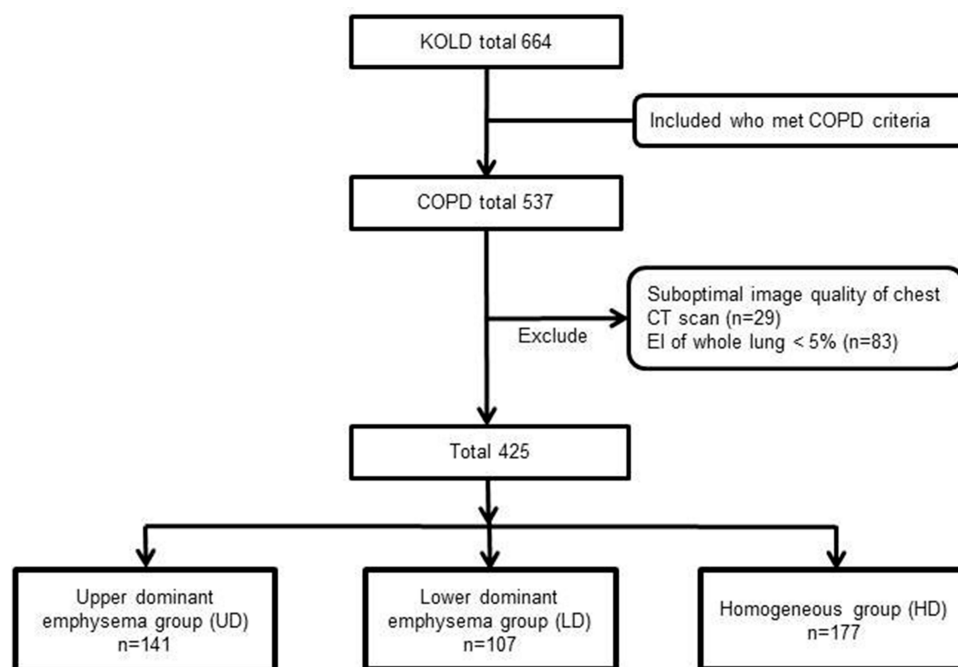 KOLD total 664
Included who met COPD criteria
COPD total 537
Suboptimal image quality of chest
CT scan (n=29)
EI of whole lung < 5% (n=83)
Exclude
Total 425
Upper dominant
emphysema group (UD)
n=141
Lower dominant
emphysema group (LD)
n=107
Homogeneous group (HD)
n=177